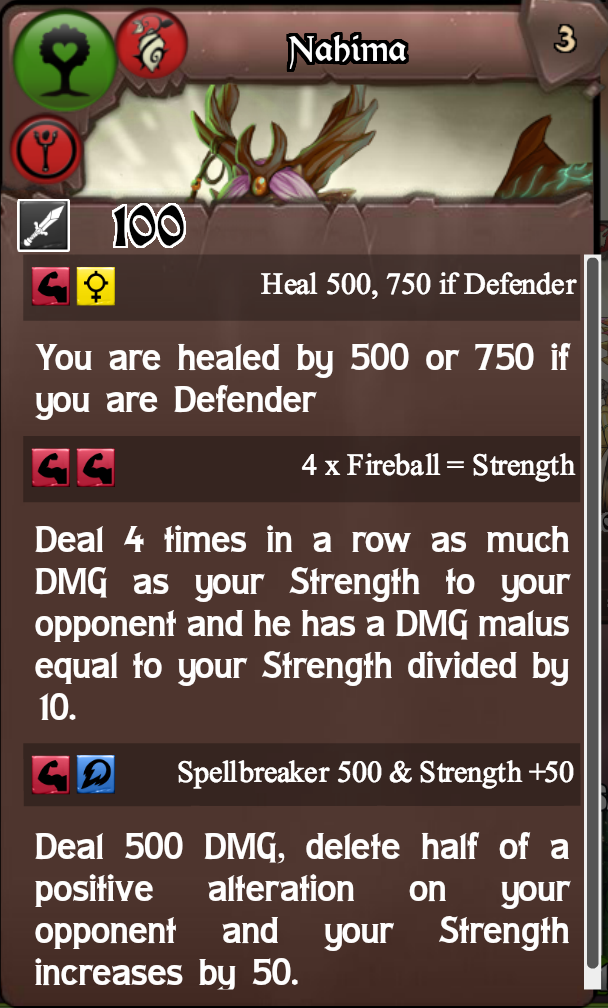 Nahima
3
100
Heal 500, 750 if Defender
You are healed by 500 or 750 if
you are Defender
4 x Fireball = Strength
Deal 4 times in a row as much
DMG as your Strength to your
opponent and he has a DMG malus
equal to your Strength divided by
10.
Spellbreaker 500 & Strength +50
Deal 500 DMG, delete half of a
positive alteration on your
opponent and your Strength
increases by 50.